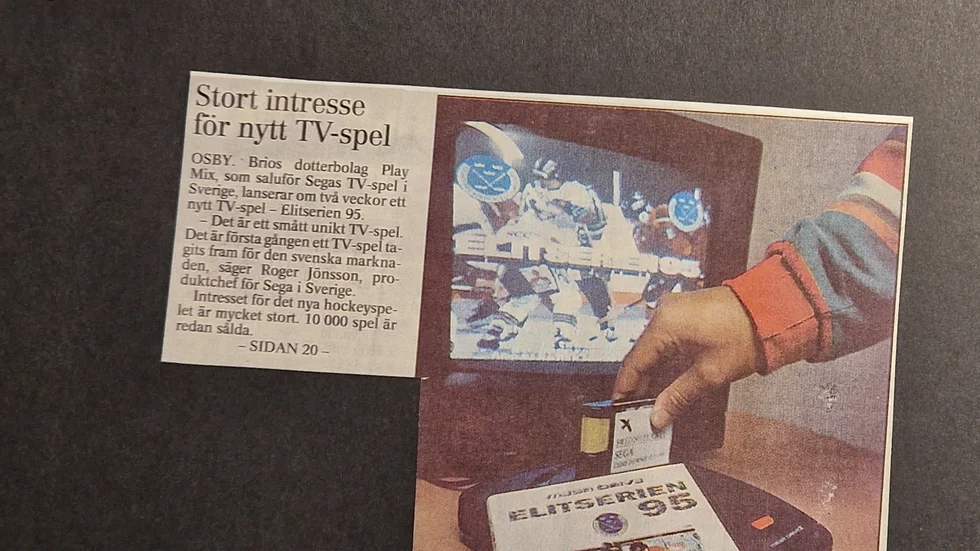 Stort intresse
för nytt TV-spel
OSBY. Brios dotterbolag Play
Mix, som saluför Segas TV-spel i
Sverige, lanserar om två veckor ett
nytt TV-spel – Elitserien 95.
– Det är ett smått unikt TV-spel.
Det är första gången ett TV-spel ta-
gits fram för den svenska markna-
den, säger Roger Jönsson, pro-
duktchef för Sega i Sverige.
Intresset för det nya hockeyspe-
let är mycket stort. 10 000 spel är
redan sålda.
– SIDAN 20 –
ELITSERIEN 95
SEGA
ELITSERIEN
95